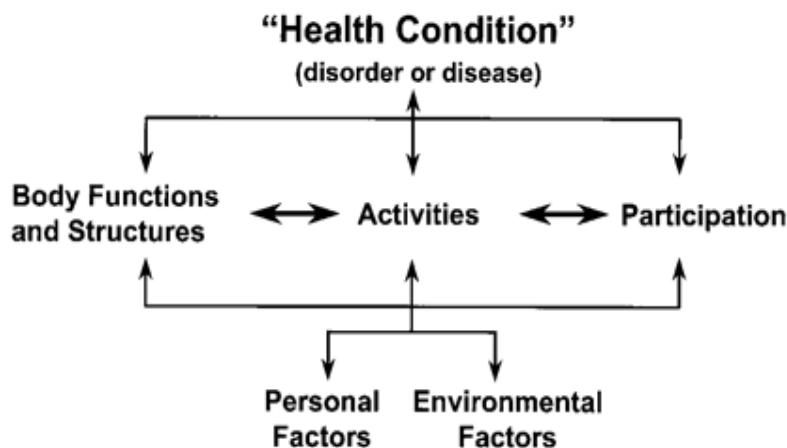 “Health Condition”
(disorder or disease)
Body Functions
and Structures
Activities
Participation
Personal
Factors
Environmental
Factors